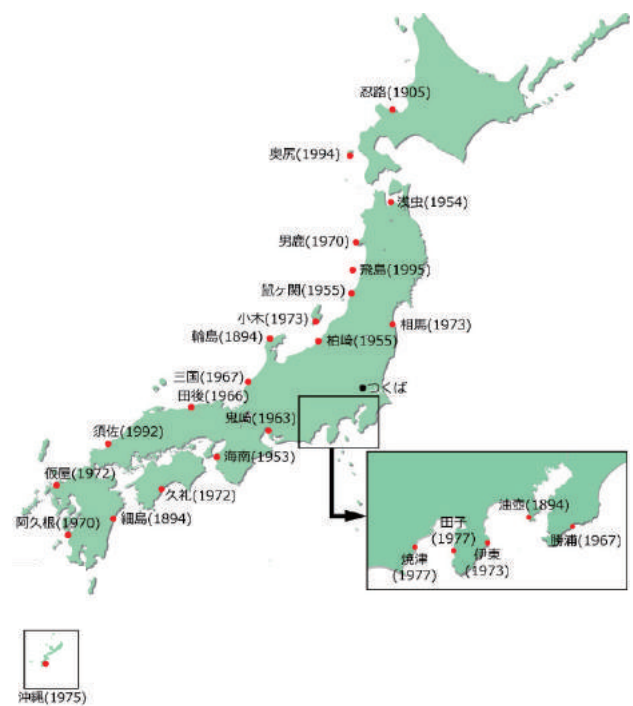 忍路(1905)
奥尻(1994)
浅虫(1954)
男鹿(1970)
飛島(1995)
鼠ヶ関(1955)
小木(1973)
相馬(1973)
輪島(1894)
柏崎(1955)
三国(1967)
つくば
田後(1966)
鬼崎(1963)
須佐(1992)
海南(1953)
仮屋(1972)
久礼(1972)
阿久根(1970)
細島(1894)
油壺(1894)
田子
(1977)
勝浦(1967)
伊東
(1973)
焼津
(1977)
沖縄(1975)